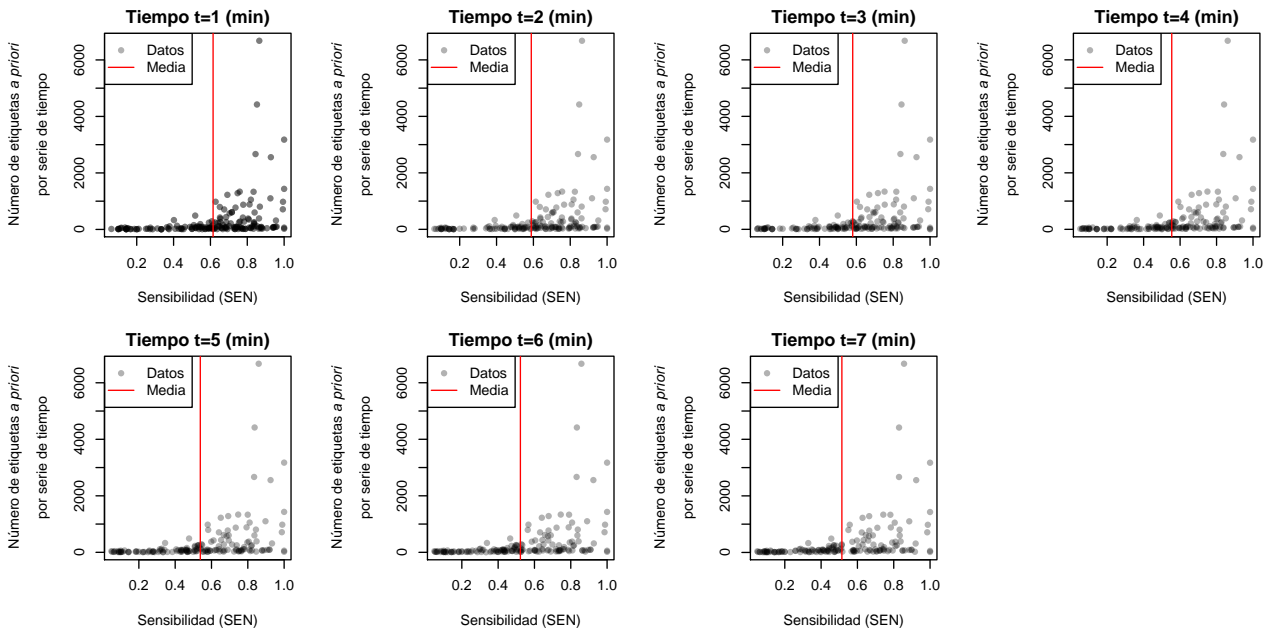 Tiempo t=1 (min)
Datos
Media
Número de etiquetas a priori
por serie de tiempo
0
2000
4000
6000
0.2 0.4 0.6 0.8 1.0
Sensibilidad (SEN)
Tiempo t=2 (min)
Datos
Media
Número de etiquetas a priori
por serie de tiempo
0
2000
4000
6000
0.2 0.4 0.6 0.8 1.0
Sensibilidad (SEN)
Tiempo t=3 (min)
Datos
Media
Número de etiquetas a priori
por serie de tiempo
0
2000
4000
6000
0.2 0.4 0.6 0.8 1.0
Sensibilidad (SEN)
Tiempo t=4 (min)
Datos
Media
Número de etiquetas a priori
por serie de tiempo
0
2000
4000
6000
0.2 0.4 0.6 0.8 1.0
Sensibilidad (SEN)
Tiempo t=5 (min)
Datos
Media
Número de etiquetas a priori
por serie de tiempo
0
2000
4000
6000
0.2 0.4 0.6 0.8 1.0
Sensibilidad (SEN)
Tiempo t=6 (min)
Datos
Media
Número de etiquetas a priori
por serie de tiempo
0
2000
4000
6000
0.2 0.4 0.6 0.8 1.0
Sensibilidad (SEN)
Tiempo t=7 (min)
Datos
Media
Número de etiquetas a priori
por serie de tiempo
0
2000
4000
6000
0.2 0.4 0.6 0.8 1.0
Sensibilidad (SEN)